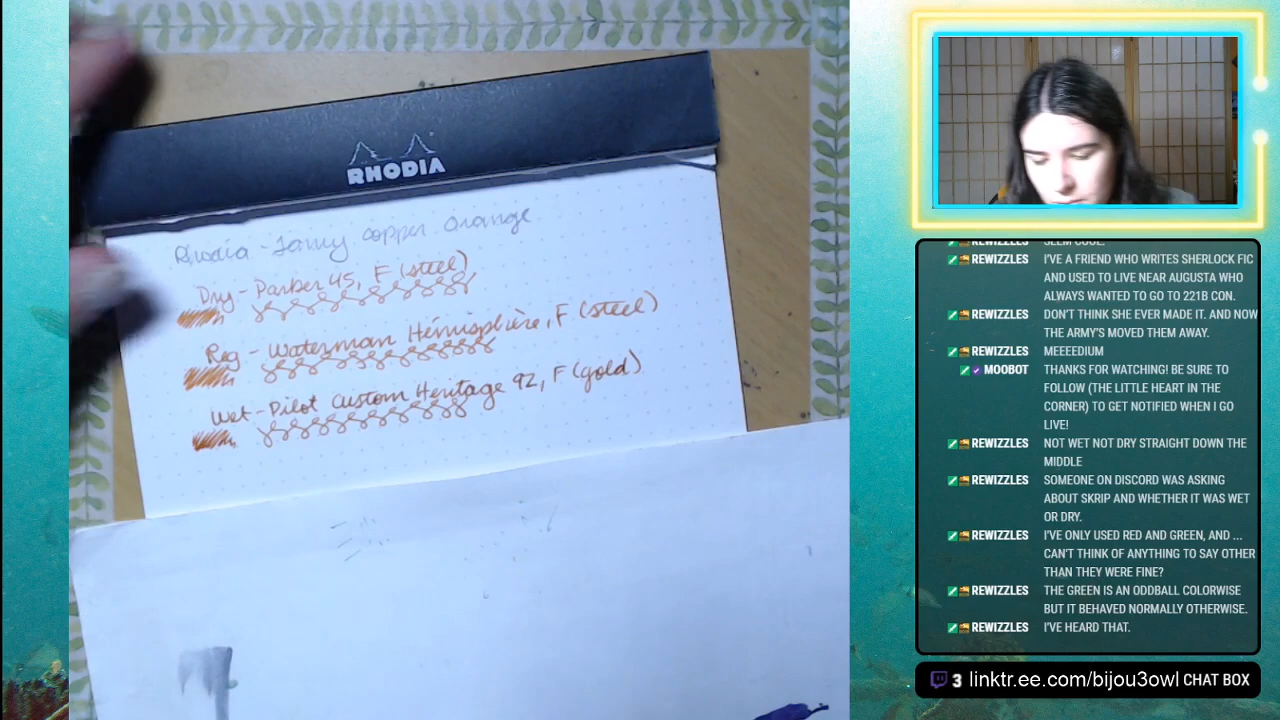 RHODIA
Rhodia - Lamy copper orange
Dry - Parker 45, F (steel)
Reg - Waterman Hémisphère, F (steel)
Wet - Pilot Custom Heritage 92, F (gold)
SEEM COOL.
REWIZZLES I'VE A FRIEND WHO WRITES SHERLOCK FIC
AND USED TO LIVE NEAR AUGUSTA WHO
ALWAYS WANTED TO GO TO 221B CON.
REWIZZLES DON'T THINK SHE EVER MADE IT. AND NOW
THE ARMY'S MOVED THEM AWAY.
REWIZZLES MEEEEDIUM
MOOBOT THANKS FOR WATCHING! BE SURE TO
FOLLOW (THE LITTLE HEART IN THE
CORNER) TO GET NOTIFIED WHEN I GO
LIVE!
REWIZZLES NOT WET NOT DRY STRAIGHT DOWN THE
MIDDLE
REWIZZLES SOMEONE ON DISCORD WAS ASKING
ABOUT SKRIP AND WHETHER IT WAS WET
OR DRY.
REWIZZLES I'VE ONLY USED RED AND GREEN, AND ...
CAN'T THINK OF ANYTHING TO SAY OTHER
THAN THEY WERE FINE?
REWIZZLES THE GREEN IS AN ODDBALL COLORWISE
BUT IT BEHAVED NORMALLY OTHERWISE.
REWIZZLES I'VE HEARD THAT.
3 linktr.ee.com/bijou3owl CHAT BOX